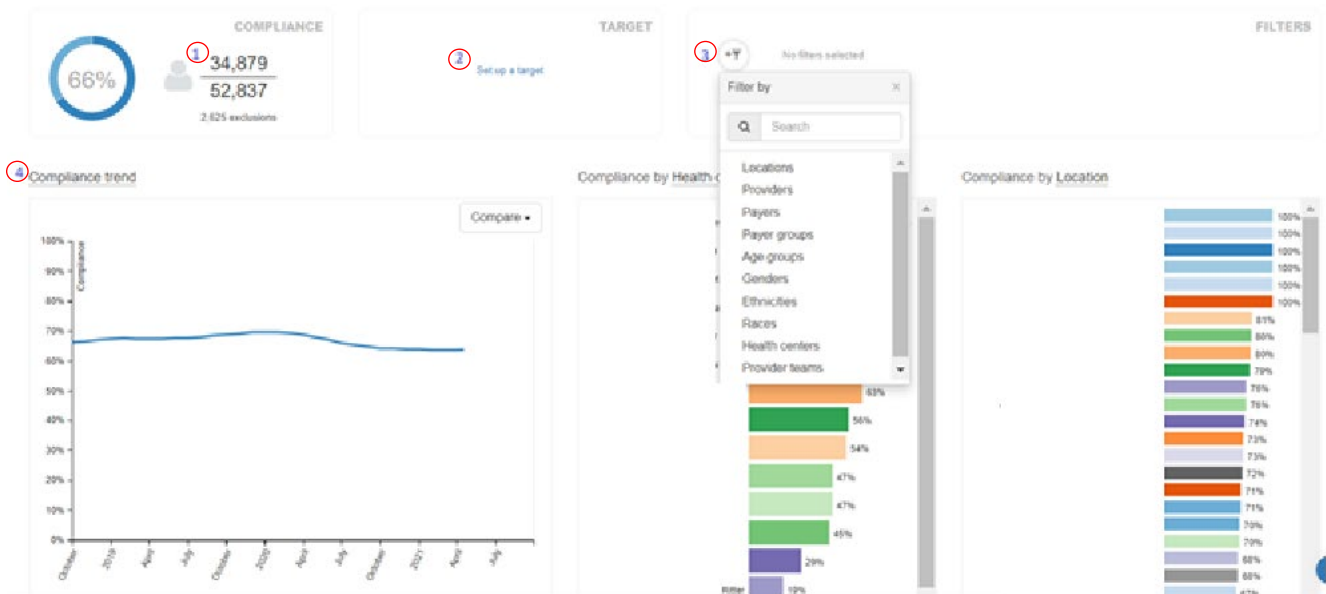 COMPLIANCE
1
66%
34,879
52,837
2,625 exclusions
TARGET
2
Set up a target
FILTERS
3
No filters selected
Filter by
×
Search
Locations
Providers
Payers
Payer groups
Age groups
Genders
Ethnicities
Races
Health centers
Provider teams
4
Compliance trend
Compare
Compliance
100%
90%
80%
70%
60%
50%
40%
30%
20%
10%
0%
October
2019
April
July
October
2020
April
July
October
2021
April
July
Compliance by Health
63%
56%
54%
47%
47%
45%
29%
Ritter
19%
Compliance by Location
100%
100%
100%
100%
100%
100%
81%
80%
80%
79%
76%
76%
74%
73%
73%
72%
71%
71%
70%
70%
68%
68%
67%